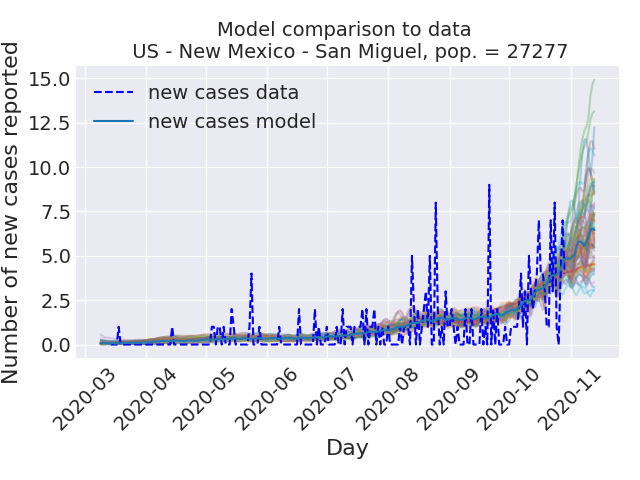 Model comparison to data
US - New Mexico - San Miguel, pop. = 27277
Number of new cases reported
15.0
12.5
10.0
7.5
5.0
2.5
0.0
new cases data
new cases model
2020-03
2020-04
2020-05
2020-06
2020-07
2020-08
2020-09
2020-10
2020-11
Day